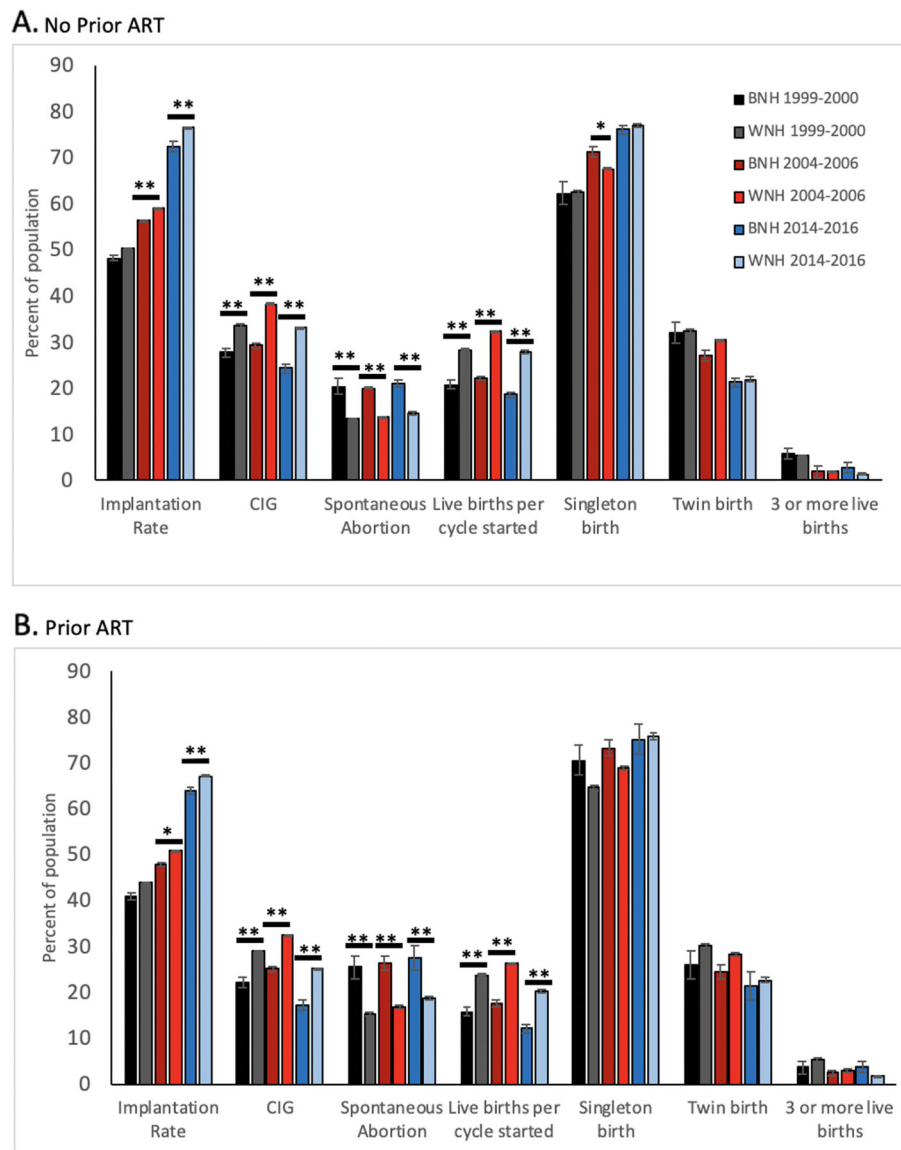 A. No Prior ART
90
80
70
60
50
40
30
20
10
0
Percent of population
** ** ** ** ** ** ** ** ** ** ** *
BNH 1999-2000
WNH 1999-2000
BNH 2004-2006
WNH 2004-2006
BNH 2014-2016
WNH 2014-2016
Implantation Rate
CIG
Spontaneous Abortion
Live births per cycle started
Singleton birth
Twin birth
3 or more live births
B. Prior ART
90
80
70
60
50
40
30
20
10
0
Percent of population
* ** ** ** ** ** ** ** ** ** **
Implantation Rate
CIG
Spontaneous Abortion
Live births per cycle started
Singleton birth
Twin birth
3 or more live births